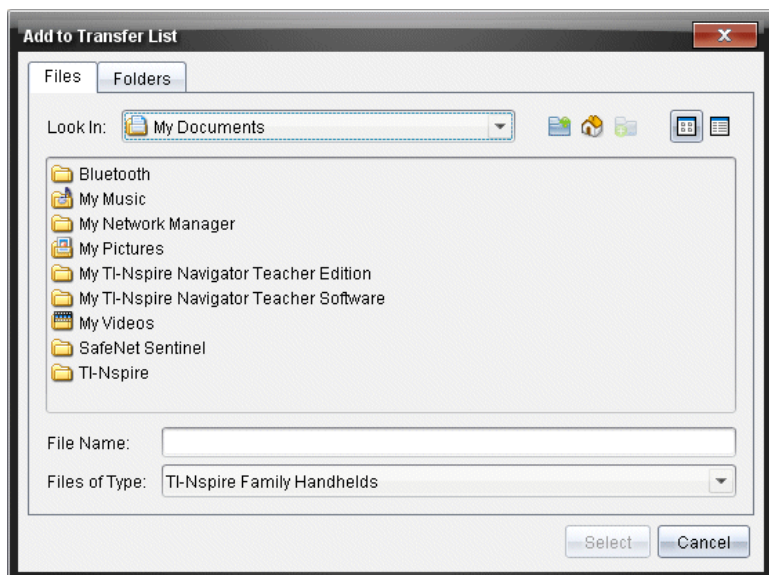 Add to Transfer List
Files Folders
Look In: My Documents
Bluetooth
My Music
My Network Manager
My Pictures
My TI-Nspire Navigator Teacher Edition
My TI-Nspire Navigator Teacher Software
My Videos
SafeNet Sentinel
TI-Nspire
File Name:
Files of Type: TI-Nspire Family Handhelds
Select Cancel